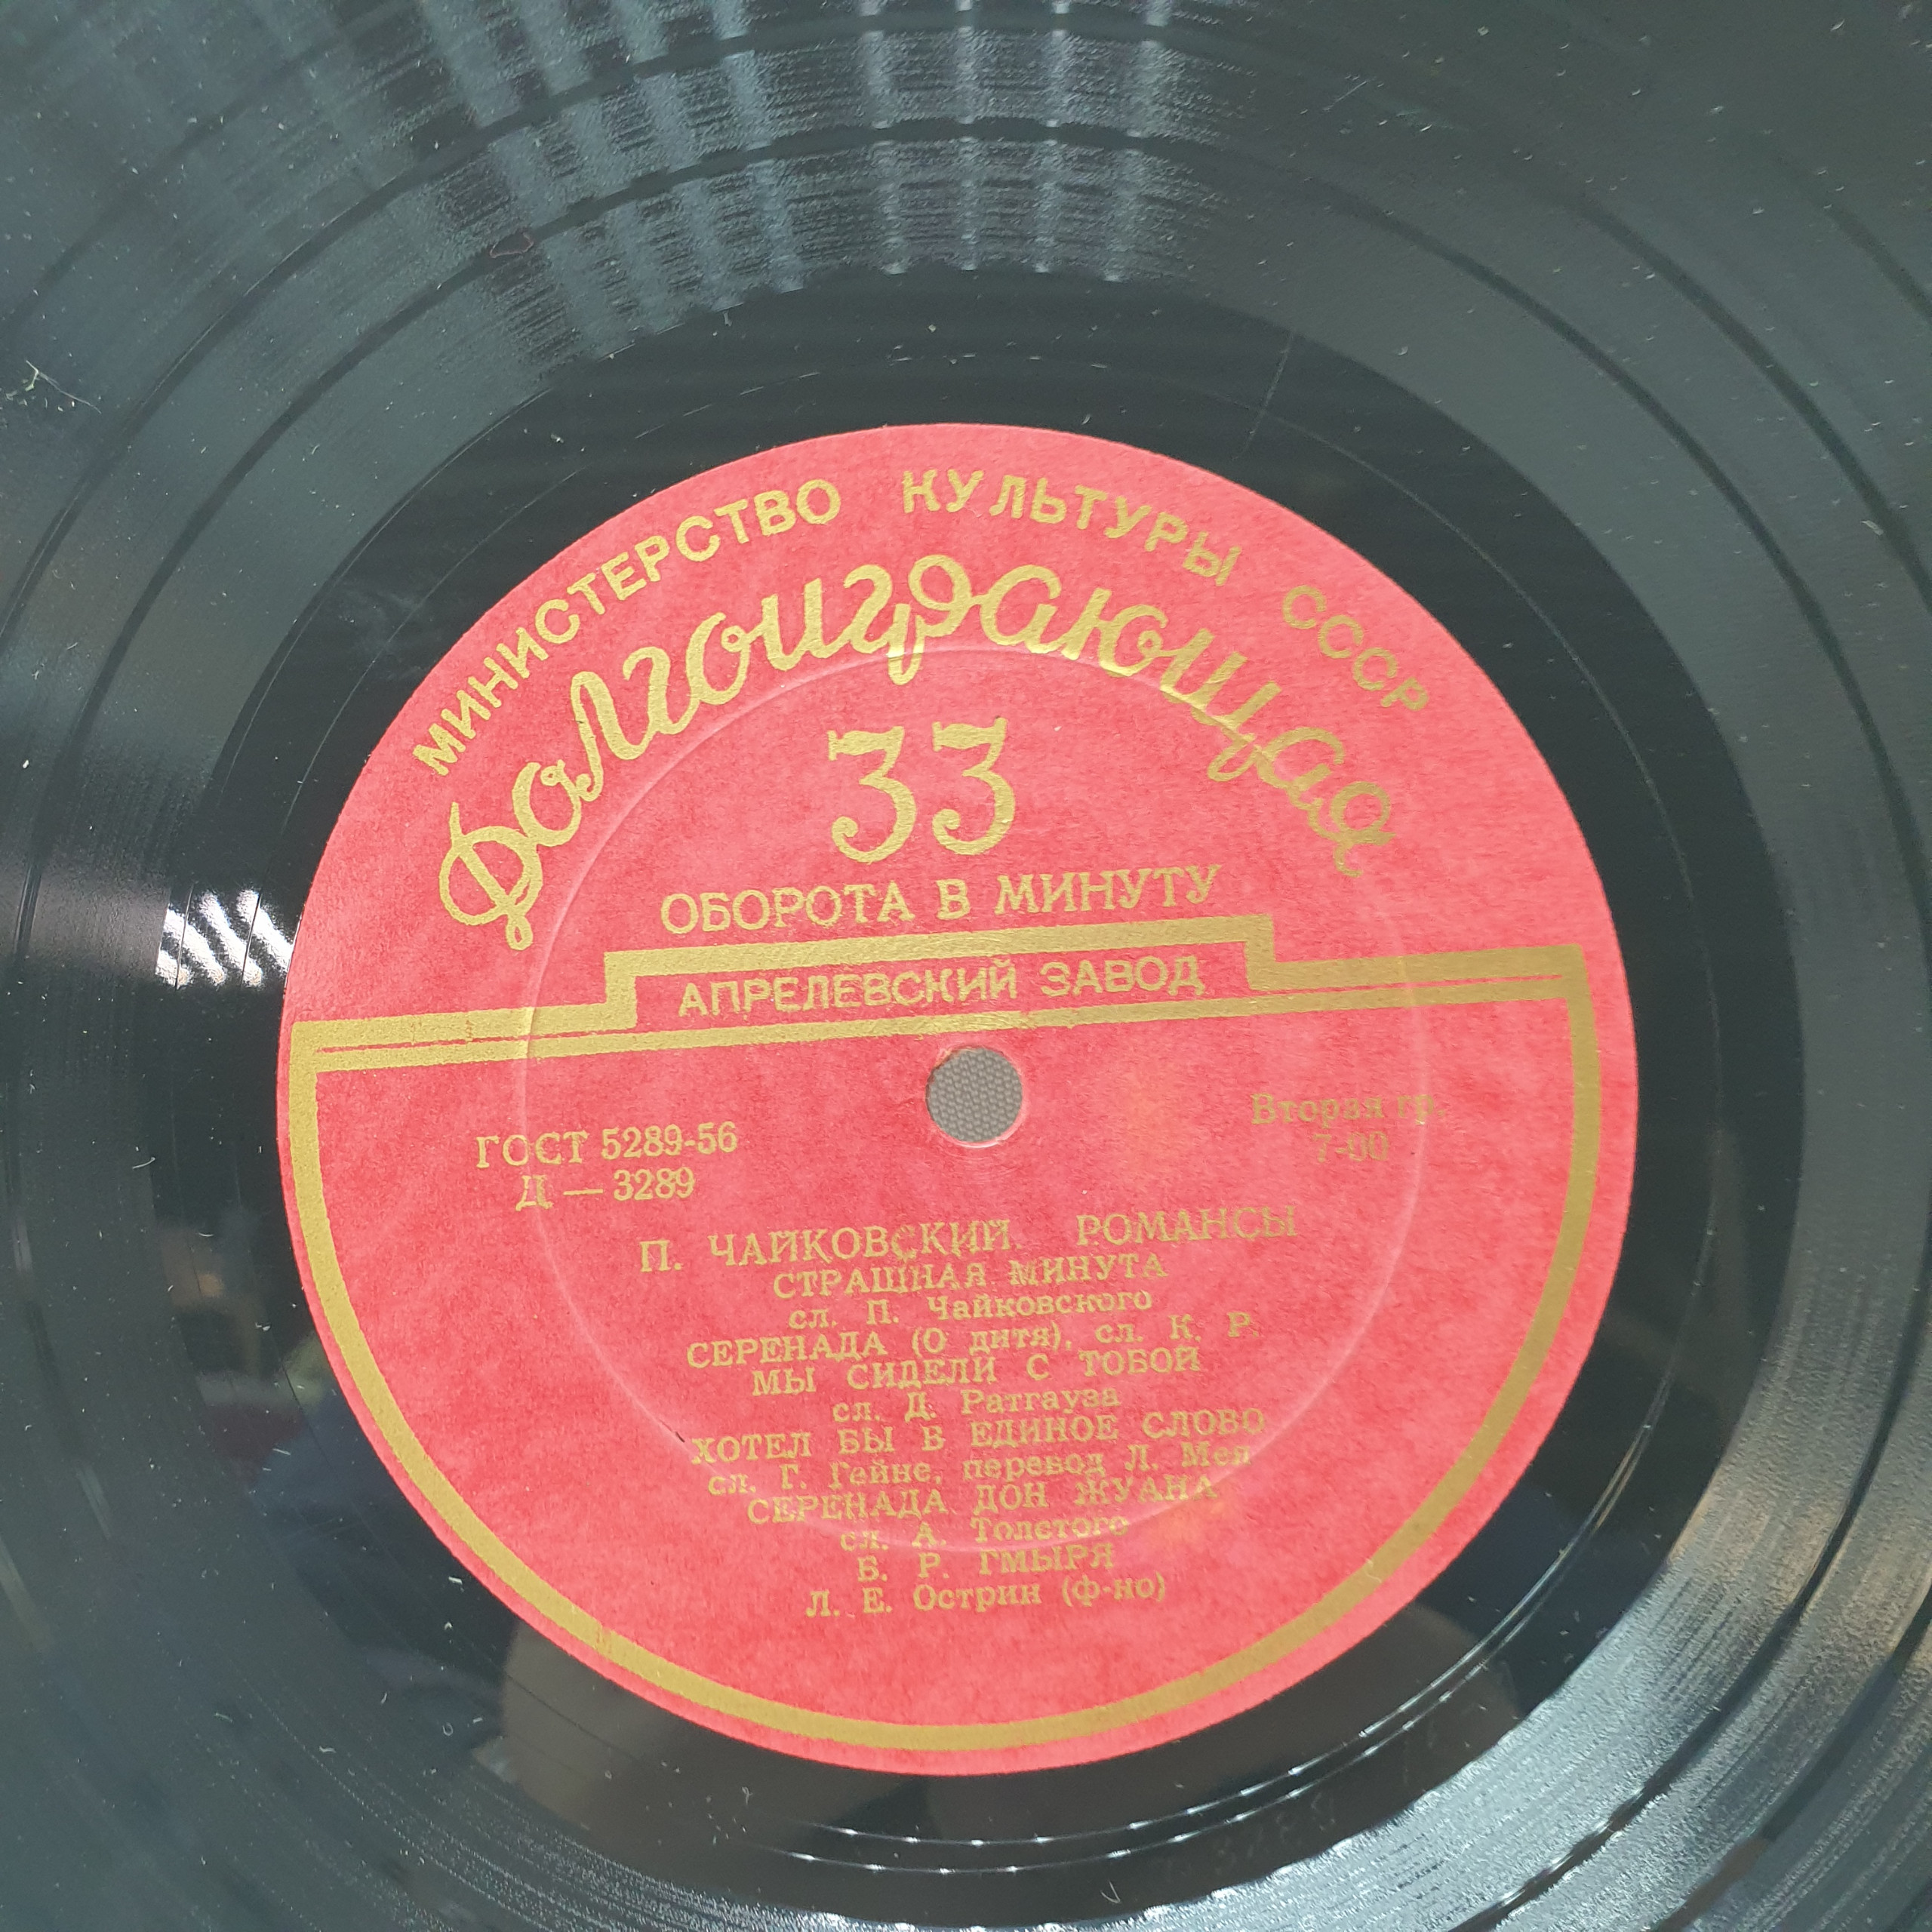 МИНИСТЕРСТВО КУЛЬТУРЫ СССР
Долгоиграющая
33
ОБОРОТА В МИНУТУ
АПРЕЛЕВСКИЙ ЗАВОД
ГОСТ 5289-56
Д — 3289
Вторая гр.
7-00
П. ЧАЙКОВСКИЙ. РОМАНСЫ
СТРАШНАЯ МИНУТА
сл. П. Чайковского
СЕРЕНАДА (О дитя), сл. К. Р.
МЫ СИДЕЛИ С ТОБОЙ
сл. Д. Ратгауза
ХОТЕЛ БЫ В ЕДИНОЕ СЛОВО
сл. Г. Гейне, перевод Л. Мея
СЕРЕНАДА ДОН ЖУАНА
сл. А. Толстого
Б. Р. ГМЫРЯ
Л. Е. Острин (ф-но)